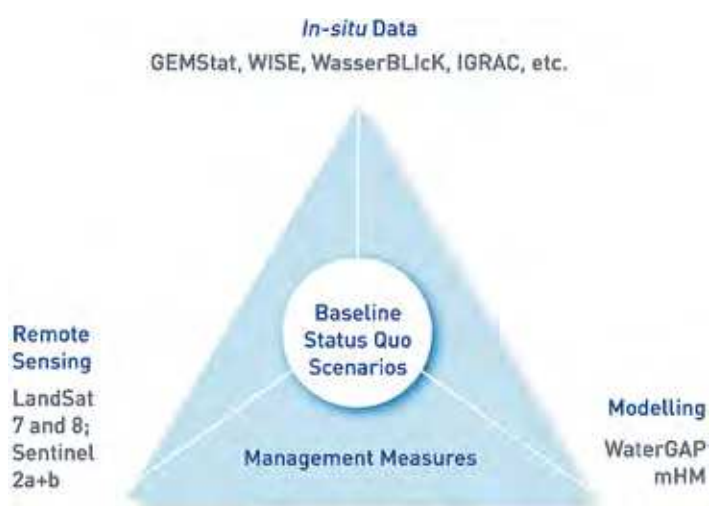 In-situ Data
GEMStat, WISE, WasserBLIcK, IGRAC, etc.
Baseline
Status Quo
Scenarios
Remote
Sensing
LandSat
7 and 8;
Sentinel
2a+b
Management Measures
Modelling
WaterGAP
mHM